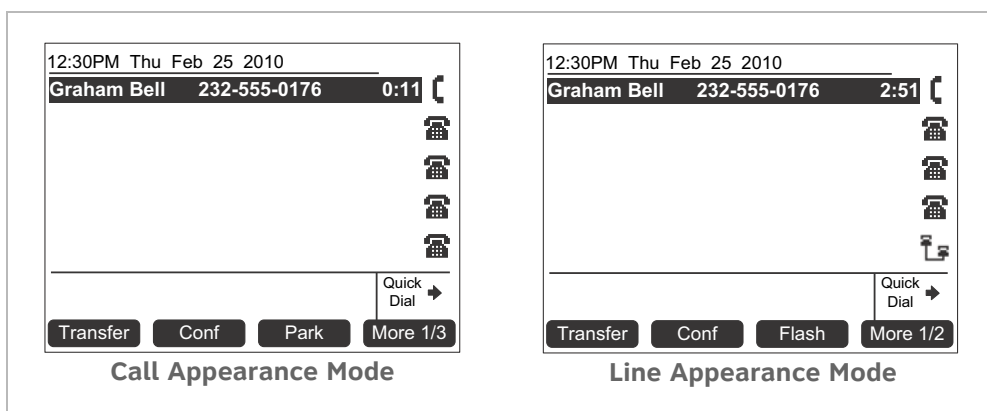 12:30PM Thu Feb 25 2010
Graham Bell 232-555-0176 0:11
Quick
Dial
Transfer Conf Park More 1/3
Call Appearance Mode
12:30PM Thu Feb 25 2010
Graham Bell 232-555-0176 2:51
Quick
Dial
Transfer Conf Flash More 1/2
Line Appearance Mode